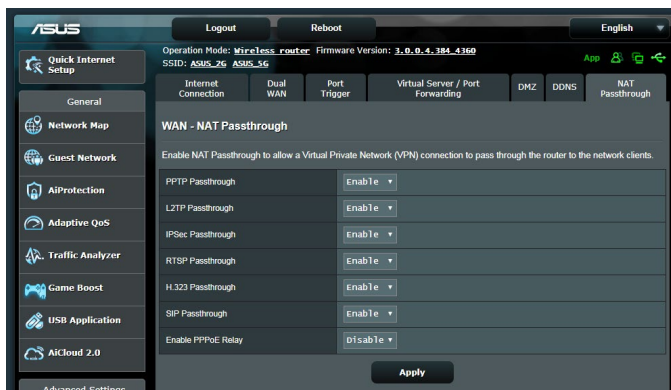 ASUS
Logout
Reboot
English
Operation Mode: Wireless router Firmware Version: 3.0.0.4.384_4360
SSID: ASUS_2G ASUS_5G
App
Quick Internet
Setup
General
Network Map
Guest Network
AiProtection
Adaptive QoS
Traffic Analyzer
Game Boost
USB Application
AiCloud 2.0
Advanced Settings
Internet
Connection
Dual
WAN
Port
Trigger
Virtual Server / Port
Forwarding
DMZ
DDNS
NAT
Passthrough
WAN - NAT Passthrough
Enable NAT Passthrough to allow a Virtual Private Network (VPN) connection to pass through the router to the network clients.
PPTP Passthrough Enable
L2TP Passthrough Enable
IPSec Passthrough Enable
RTSP Passthrough Enable
H.323 Passthrough Enable
SIP Passthrough Enable
Enable PPPoE Relay Disable
Apply